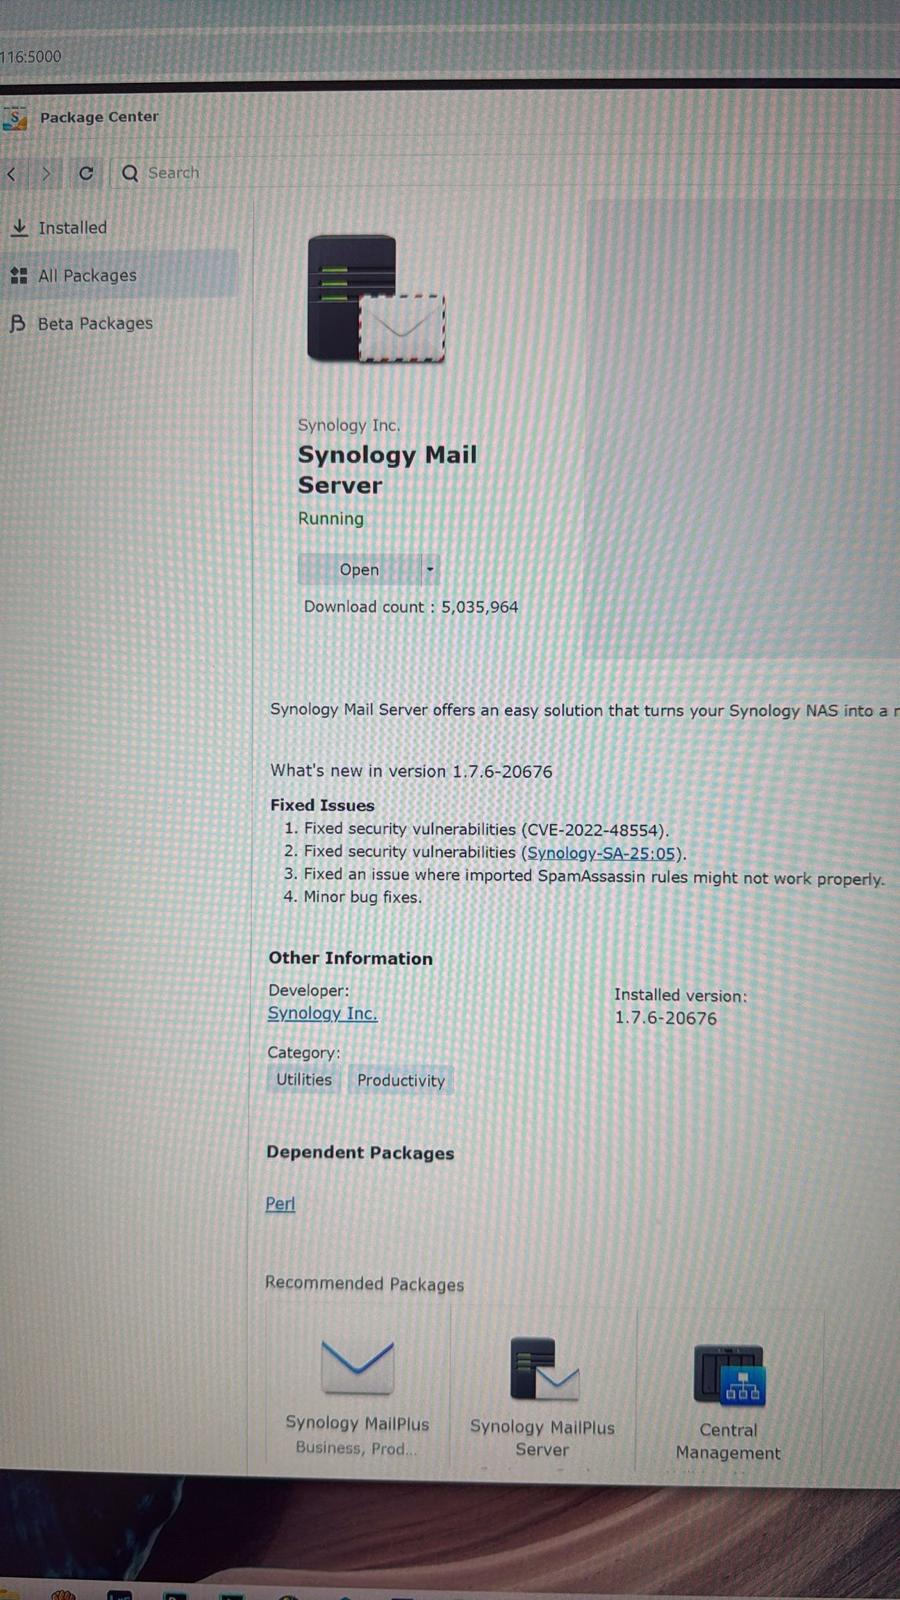 116:5000
Package Center
Search
Installed
All Packages
Beta Packages
Synology Inc.
Synology Mail
Server
Running
Open
Download count : 5,035,964
Synology Mail Server offers an easy solution that turns your Synology NAS into a
What's new in version 1.7.6-20676
Fixed Issues
1. Fixed security vulnerabilities (CVE-2022-48554).
2. Fixed security vulnerabilities (Synology-SA-25:05).
3. Fixed an issue where imported SpamAssassin rules might not work properly.
4. Minor bug fixes.
Other Information
Developer:
Synology Inc.
Installed version:
1.7.6-20676
Category:
Utilities Productivity
Dependent Packages
Perl
Recommended Packages
Synology MailPlus
Business, Prod...
Synology MailPlus
Server
Central
Management